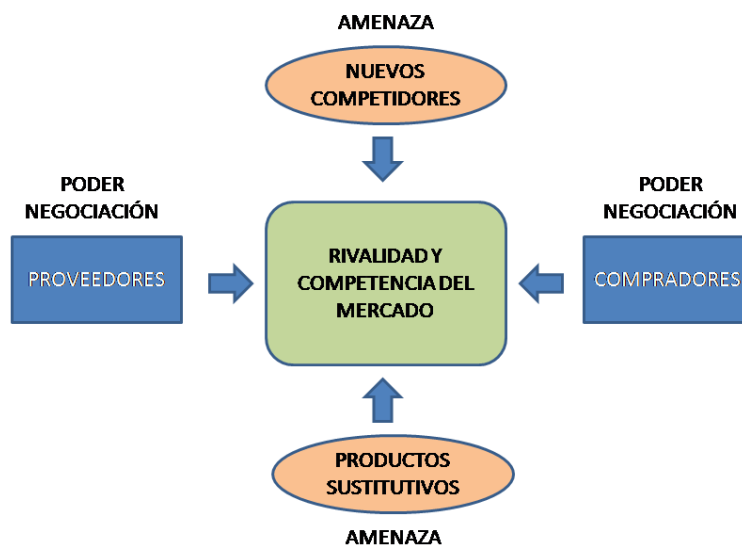 AMENAZA
NUEVOS
COMPETIDORES
PODER
NEGOCIACIÓN
PROVEEDORES
RIVALIDAD Y
COMPETENCIA DEL
MERCADO
PODER
NEGOCIACIÓN
COMPRADORES
PRODUCTOS
SUSTITUTIVOS
AMENAZA